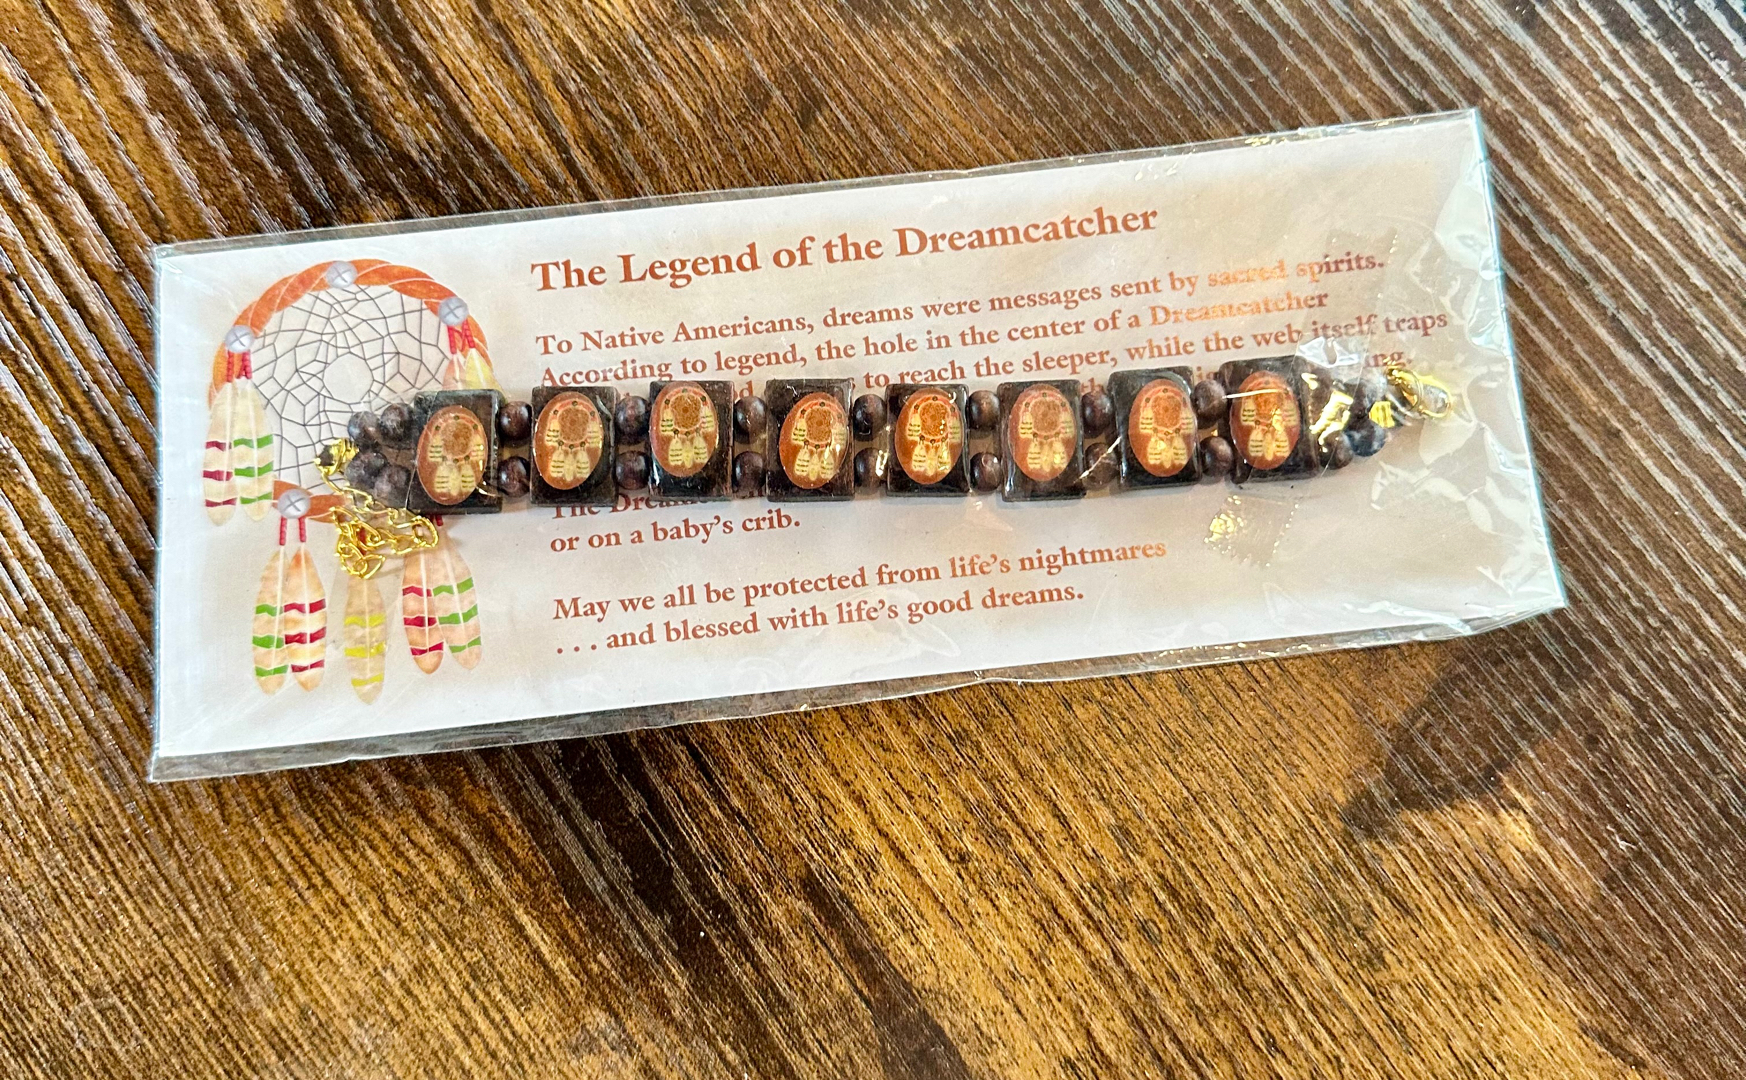 The Legend of the Dreamcatcher
To Native Americans, dreams were messages sent by sacred spirits.
According to legend, the hole in the center of a Dreamcatcher
to reach the sleeper, while the web itself traps
The
or on a baby's crib.
May we all be protected from life's nightmares
. . . and blessed with life's good dreams.